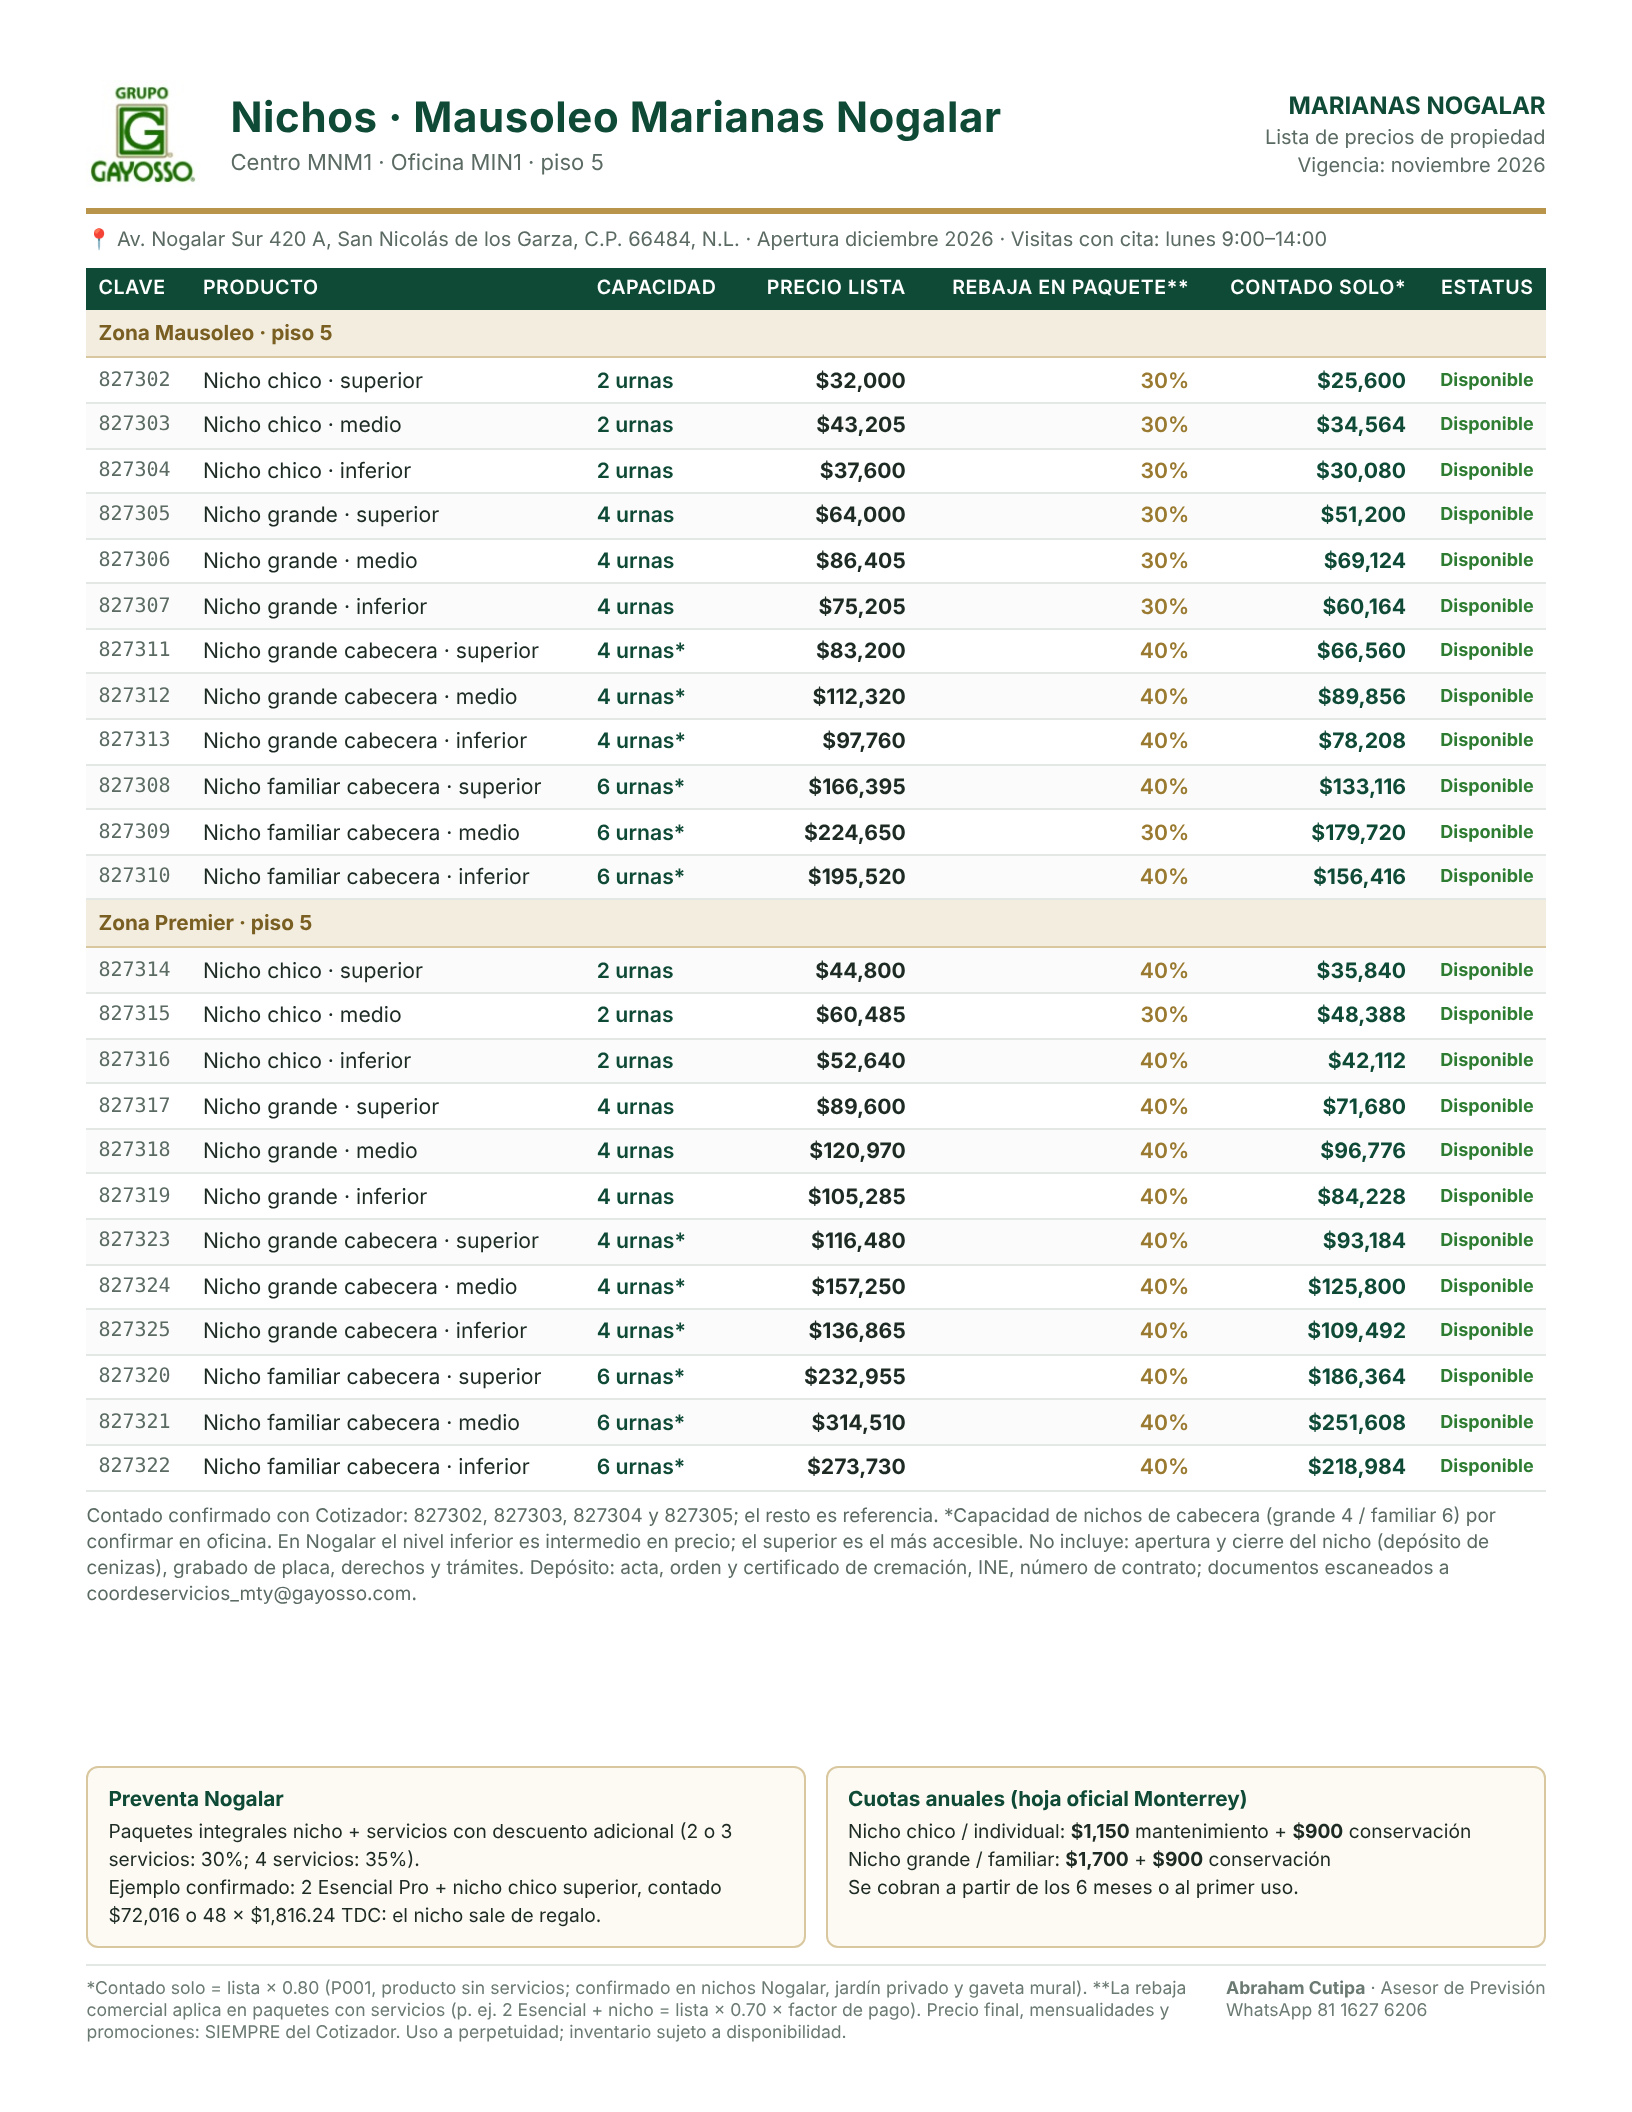 GRUPO
G
GAYOSSO
Nichos · Mausoleo Marianas Nogalar
Centro MNM1 · Oficina MIN1 · piso 5
MARIANAS NOGALAR
Lista de precios de propiedad
Vigencia: noviembre 2026
📍 Av. Nogalar Sur 420 A, San Nicolás de los Garza, C.P. 66484, N.L. · Apertura diciembre 2026 · Visitas con cita: lunes 9:00–14:00
CLAVE PRODUCTO CAPACIDAD PRECIO LISTA REBAJA EN PAQUETE** CONTADO SOLO* ESTATUS
Zona Mausoleo · piso 5
827302 Nicho chico · superior 2 urnas $32,000 30% $25,600 Disponible
827303 Nicho chico · medio 2 urnas $43,205 30% $34,564 Disponible
827304 Nicho chico · inferior 2 urnas $37,600 30% $30,080 Disponible
827305 Nicho grande · superior 4 urnas $64,000 30% $51,200 Disponible
827306 Nicho grande · medio 4 urnas $86,405 30% $69,124 Disponible
827307 Nicho grande · inferior 4 urnas $75,205 30% $60,164 Disponible
827311 Nicho grande cabecera · superior 4 urnas* $83,200 40% $66,560 Disponible
827312 Nicho grande cabecera · medio 4 urnas* $112,320 40% $89,856 Disponible
827313 Nicho grande cabecera · inferior 4 urnas* $97,760 40% $78,208 Disponible
827308 Nicho familiar cabecera · superior 6 urnas* $166,395 40% $133,116 Disponible
827309 Nicho familiar cabecera · medio 6 urnas* $224,650 30% $179,720 Disponible
827310 Nicho familiar cabecera · inferior 6 urnas* $195,520 40% $156,416 Disponible
Zona Premier · piso 5
827314 Nicho chico · superior 2 urnas $44,800 40% $35,840 Disponible
827315 Nicho chico · medio 2 urnas $60,485 30% $48,388 Disponible
827316 Nicho chico · inferior 2 urnas $52,640 40% $42,112 Disponible
827317 Nicho grande · superior 4 urnas $89,600 40% $71,680 Disponible
827318 Nicho grande · medio 4 urnas $120,970 40% $96,776 Disponible
827319 Nicho grande · inferior 4 urnas $105,285 40% $84,228 Disponible
827323 Nicho grande cabecera · superior 4 urnas* $116,480 40% $93,184 Disponible
827324 Nicho grande cabecera · medio 4 urnas* $157,250 40% $125,800 Disponible
827325 Nicho grande cabecera · inferior 4 urnas* $136,865 40% $109,492 Disponible
827320 Nicho familiar cabecera · superior 6 urnas* $232,955 40% $186,364 Disponible
827321 Nicho familiar cabecera · medio 6 urnas* $314,510 40% $251,608 Disponible
827322 Nicho familiar cabecera · inferior 6 urnas* $273,730 40% $218,984 Disponible
Contado confirmado con Cotizador: 827302, 827303, 827304 y 827305; el resto es referencia. *Capacidad de nichos de cabecera (grande 4 / familiar 6) por
confirmar en oficina. En Nogalar el nivel inferior es intermedio en precio; el superior es el más accesible. No incluye: apertura y cierre del nicho (depósito de
cenizas), grabado de placa, derechos y trámites. Depósito: acta, orden y certificado de cremación, INE, número de contrato; documentos escaneados a
coordeservicios_mty@gayosso.com.
Preventa Nogalar
Paquetes integrales nicho + servicios con descuento adicional (2 o 3
servicios: 30%; 4 servicios: 35%).
Ejemplo confirmado: 2 Esencial Pro + nicho chico superior, contado
$72,016 o 48 × $1,816.24 TDC: el nicho sale de regalo.
Cuotas anuales (hoja oficial Monterrey)
Nicho chico / individual: $1,150 mantenimiento + $900 conservación
Nicho grande / familiar: $1,700 + $900 conservación
Se cobran a partir de los 6 meses o al primer uso.
*Contado solo = lista × 0.80 (P001, producto sin servicios; confirmado en nichos Nogalar, jardín privado y gaveta mural). **La rebaja
comercial aplica en paquetes con servicios (p. ej. 2 Esencial + nicho = lista × 0.70 × factor de pago). Precio final, mensualidades y
promociones: SIEMPRE del Cotizador. Uso a perpetuidad; inventario sujeto a disponibilidad.
Abraham Cutipa · Asesor de Previsión
WhatsApp 81 1627 6206